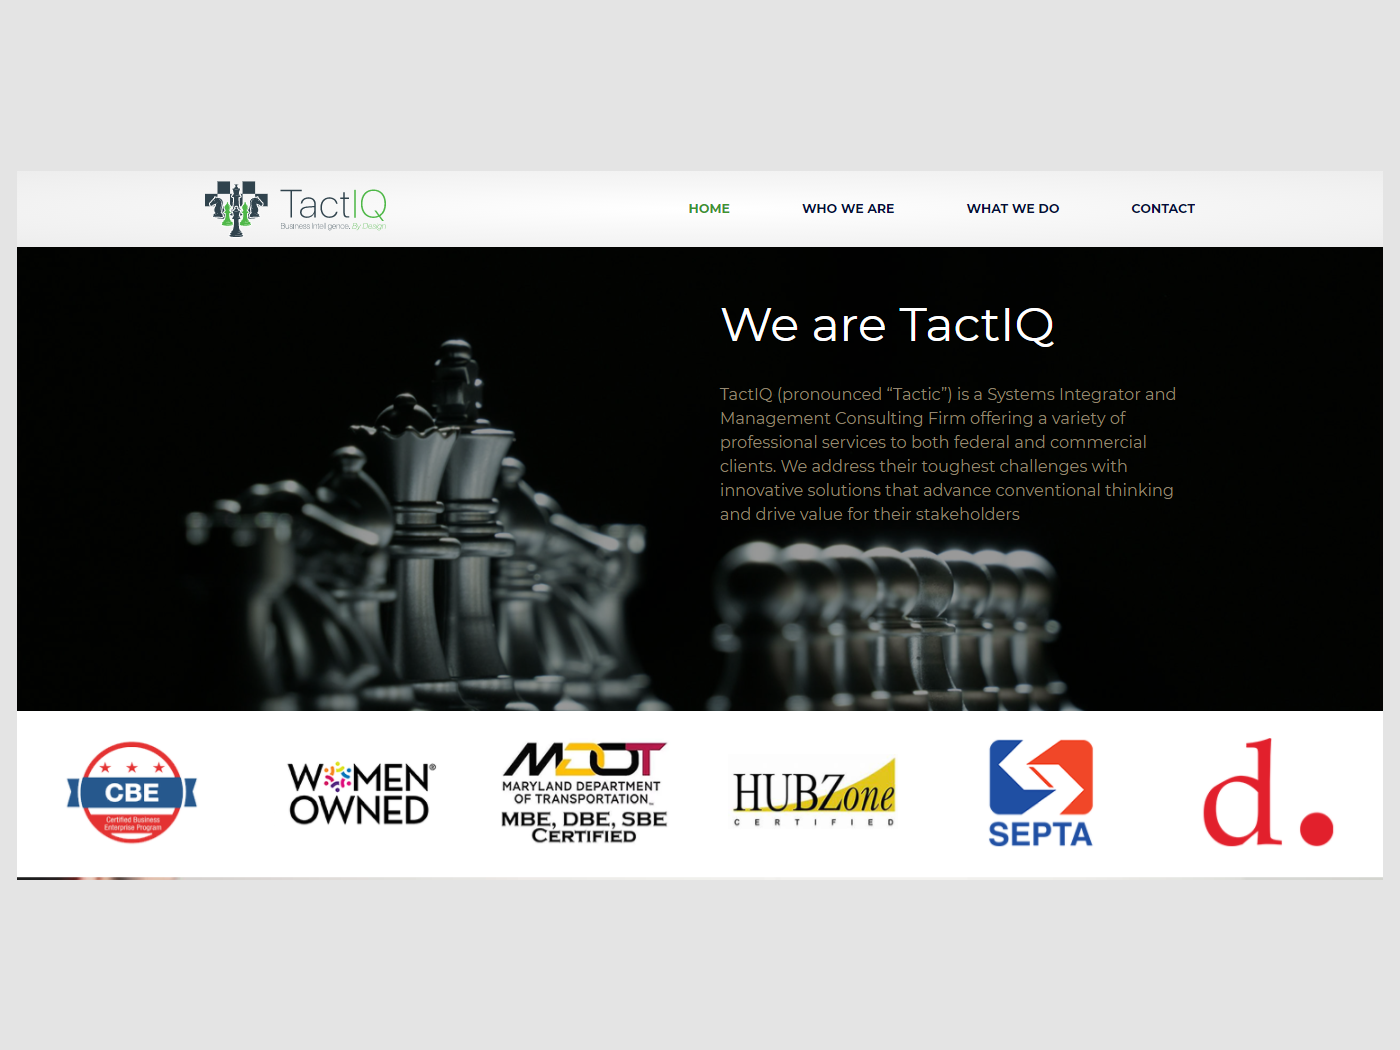 TactIQ
Business Intelligence, By Design
HOME
WHO WE ARE
WHAT WE DO
CONTACT
We are TactIQ
TactIQ (pronounced “Tactic”) is a Systems Integrator and
Management Consulting Firm offering a variety of
professional services to both federal and commercial
clients. We address their toughest challenges with
innovative solutions that advance conventional thinking
and drive value for their stakeholders
CBE
Certified Business
Enterprise Program
WOMEN®
OWNED
MDOT
MARYLAND DEPARTMENT
OF TRANSPORTATION
MBE, DBE, SBE
CERTIFIED
HUBZone
CERTIFIED
SEPTA
d.